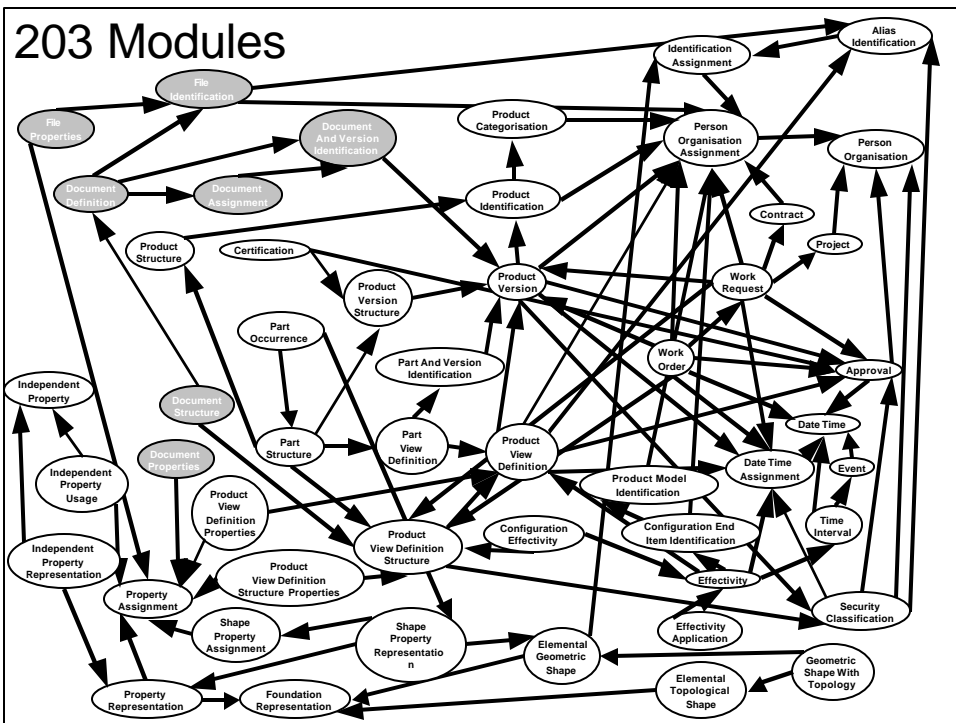 203 Modules
Alias
Identification
Identification
Assignment
File
Identification
File
Properties
Product
Categorisation
Document
And Version
Identification
Person
Organisation
Assignment
Person
Organisation
Document
Definition
Document
Assignment
Product
Identification
Contract
Project
Product
Structure
Certification
Product
Version
Structure
Product
Version
Work
Request
Part
Occurrence
Part And Version
Identification
Work
Order
Approval
Independent
Property
Document
Structure
Date Time
Part
Structure
Part
View
Definition
Product
View
Definition
Document
Properties
Date Time
Assignment
Event
Independent
Property
Usage
Product
View
Definition
Properties
Product Model
Identification
Time
Interval
Independent
Property
Representation
Product
View Definition
Structure
Configuration
Effectivity
Configuration End
Item Identification
Effectivity
Product
View Definition
Structure Properties
Property
Assignment
Security
Classification
Shape
Property
Assignment
Shape
Property
Representatio
n
Effectivity
Application
Elemental
Geometric
Shape
Geometric
Shape With
Topology
Property
Representation
Foundation
Representation
Elemental
Topological
Shape